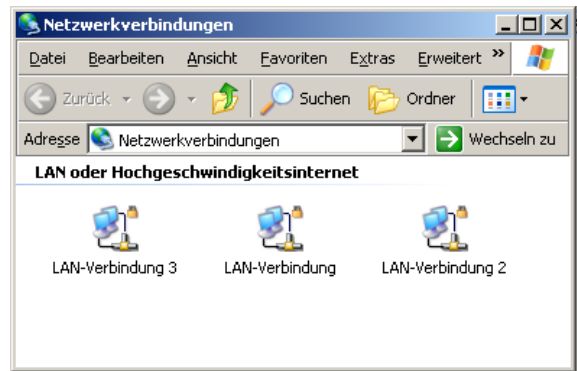 Netzwerkverbindungen
Datei Bearbeiten Ansicht Favoriten Extras Erweitert »
Zurück Suchen Ordner
Adresse Netzwerkverbindungen Wechseln zu
LAN oder Hochgeschwindigkeitsinternet
LAN-Verbindung 3 LAN-Verbindung LAN-Verbindung 2